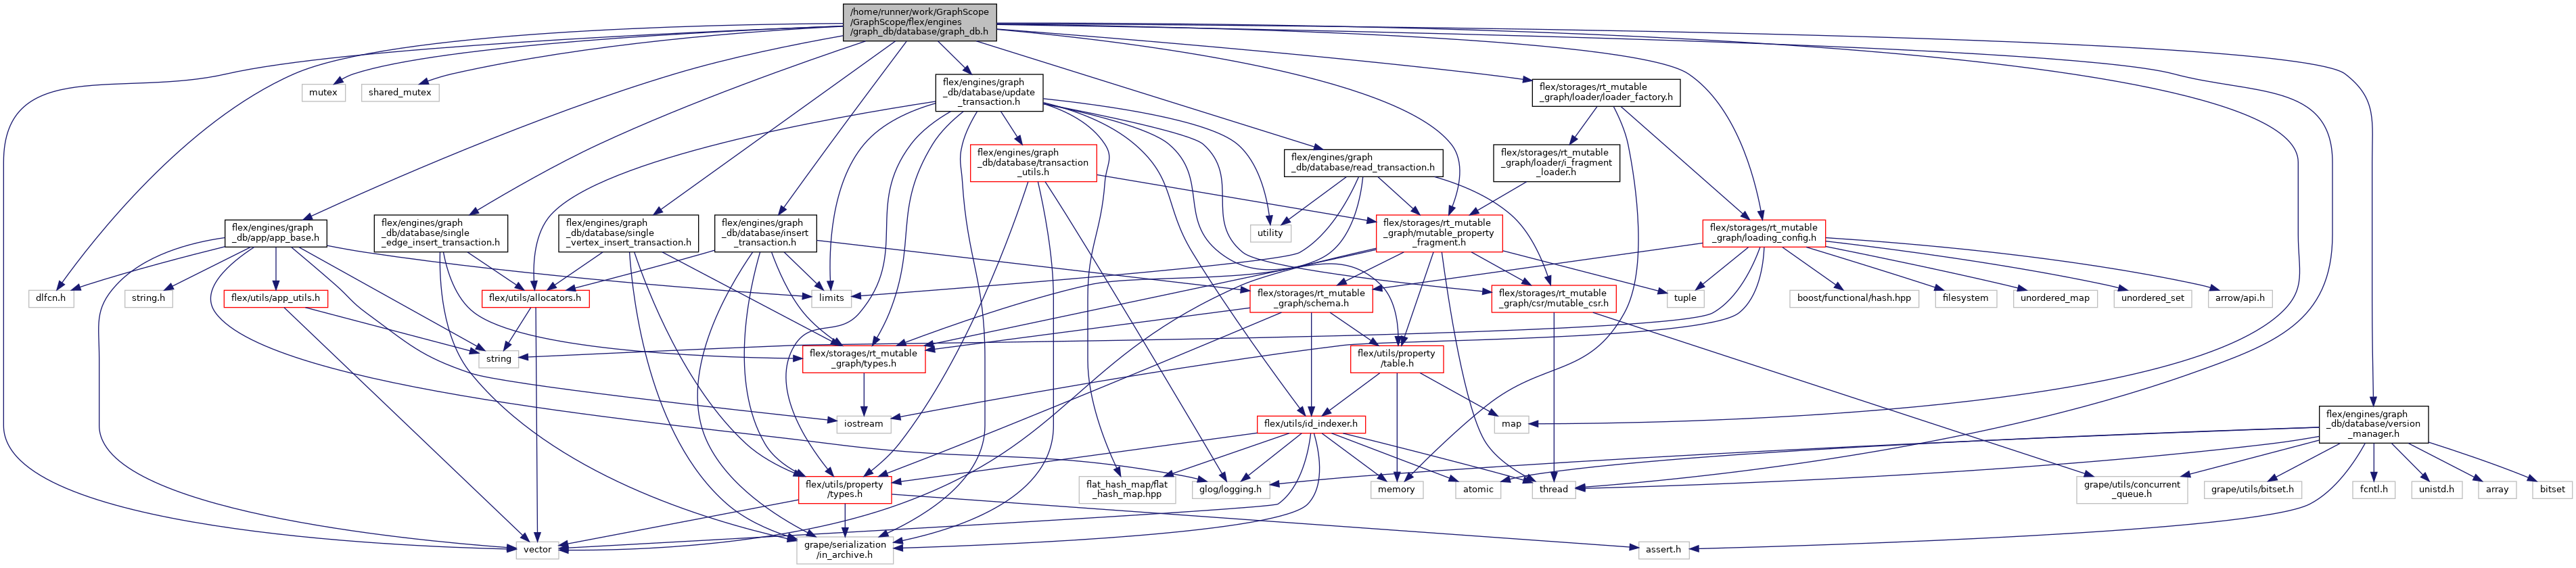 /home/runner/work/GraphScope
/GraphScope/flex/engines
/graph_db/database/graph_db.h
mutex
shared_mutex
flex/engines/graph
_db/database/update
_transaction.h
flex/storages/rt_mutable
_graph/loader/loader_factory.h
flex/engines/graph
_db/database/transaction
_utils.h
flex/engines/graph
_db/database/read_transaction.h
flex/storages/rt_mutable
_graph/loader/i_fragment
_loader.h
flex/engines/graph
_db/app/app_base.h
flex/engines/graph
_db/database/single
_edge_insert_transaction.h
flex/engines/graph
_db/database/single
_vertex_insert_transaction.h
flex/engines/graph
_db/database/insert
_transaction.h
utility
flex/storages/rt_mutable
_graph/mutable_property
_fragment.h
flex/storages/rt_mutable
_graph/loading_config.h
dlfcn.h
string.h
flex/utils/app_utils.h
flex/utils/allocators.h
limits
flex/storages/rt_mutable
_graph/schema.h
flex/storages/rt_mutable
_graph/csr/mutable_csr.h
tuple
boost/functional/hash.hpp
filesystem
unordered_map
unordered_set
arrow/api.h
string
flex/storages/rt_mutable
_graph/types.h
flex/utils/property
/table.h
iostream
flex/utils/id_indexer.h
map
flex/engines/graph
_db/database/version
_manager.h
flex/utils/property
/types.h
flat_hash_map/flat
_hash_map.hpp
glog/logging.h
memory
atomic
thread
grape/utils/concurrent
_queue.h
grape/utils/bitset.h
fcntl.h
unistd.h
array
bitset
vector
grape/serialization
/in_archive.h
assert.h